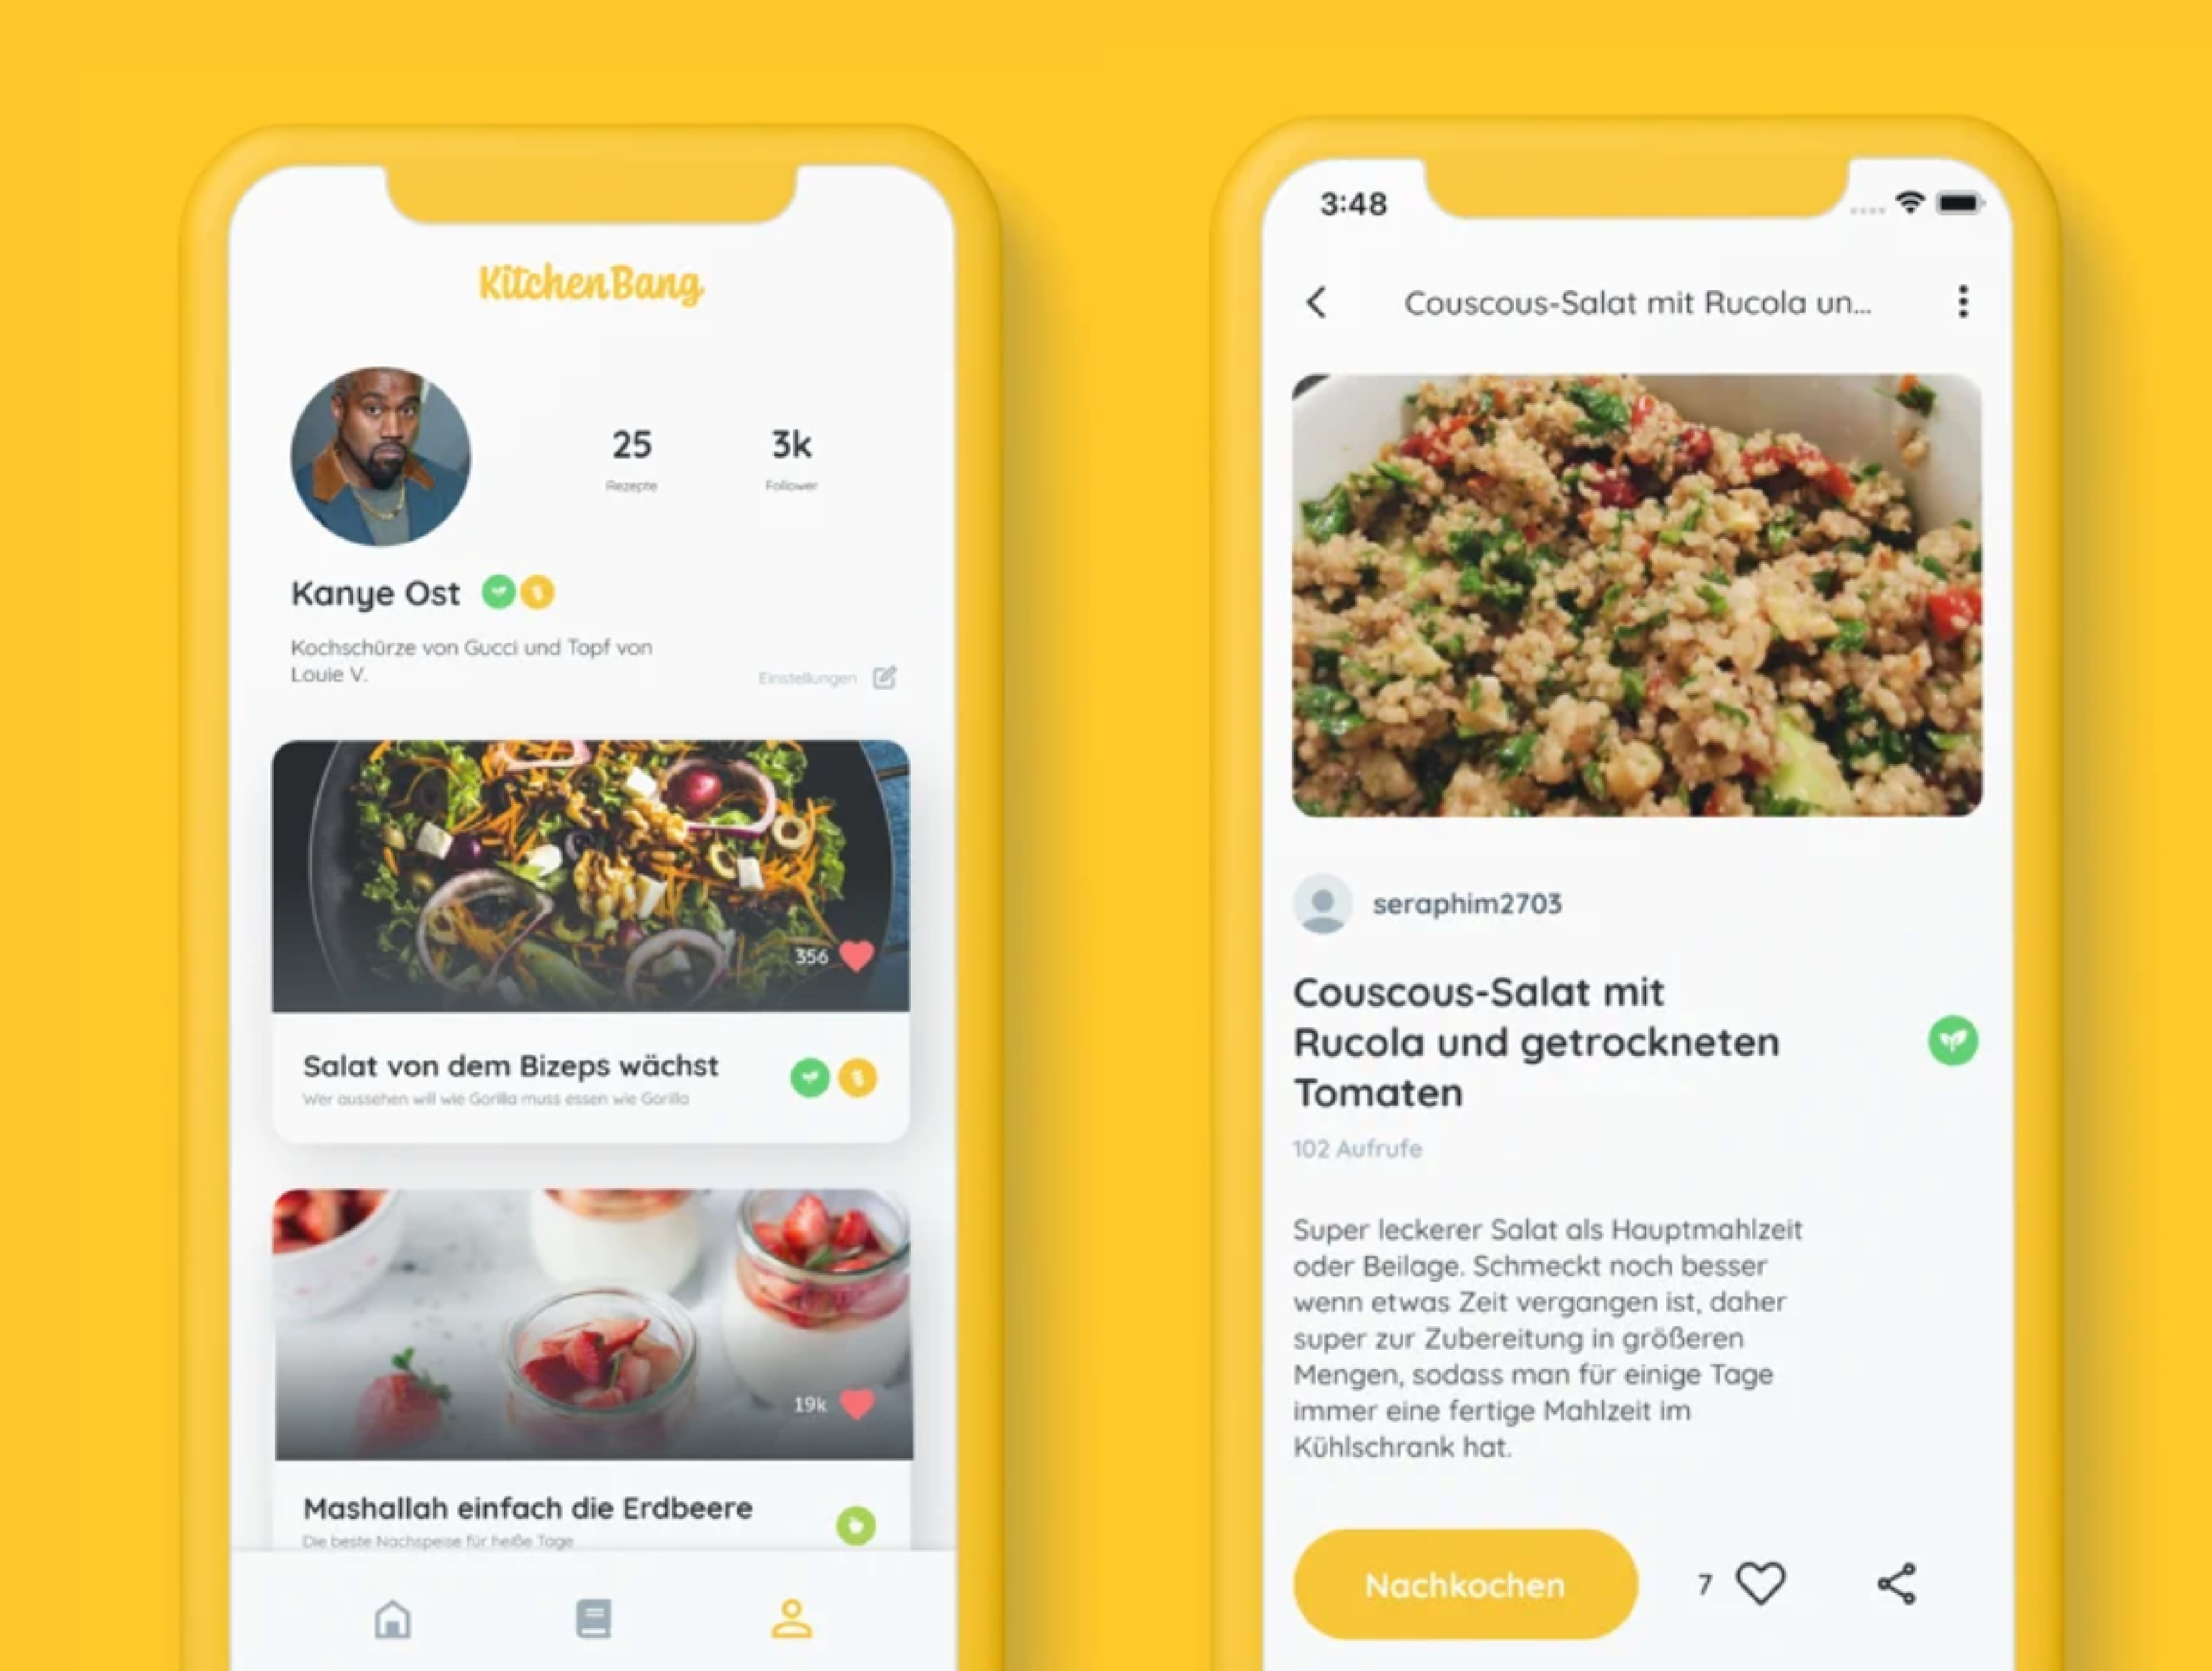 KitchenBang
25
3k
Rezepte
Follower
Kanye Ost
Kochschürze von Gucci und Topf von
Louie V.
Einstellungen
356
Salat von dem Bizeps wächst
Wer aussehen will wie Gorilla muss essen wie Gorilla
19k
Mashallah einfach die Erdbeere
Die beste Nachspeise für heiße Tage
3:48
Couscous-Salat mit Rucola un...
seraphim2703
Couscous-Salat mit
Rucola und getrockneten
Tomaten
102 Aufrufe
Super leckerer Salat als Hauptmahlzeit
oder Beilage. Schmeckt noch besser
wenn etwas Zeit vergangen ist, daher
super zur Zubereitung in größeren
Mengen, sodass man für einige Tage
immer eine fertige Mahlzeit im
Kühlschrank hat.
Nachkochen
7